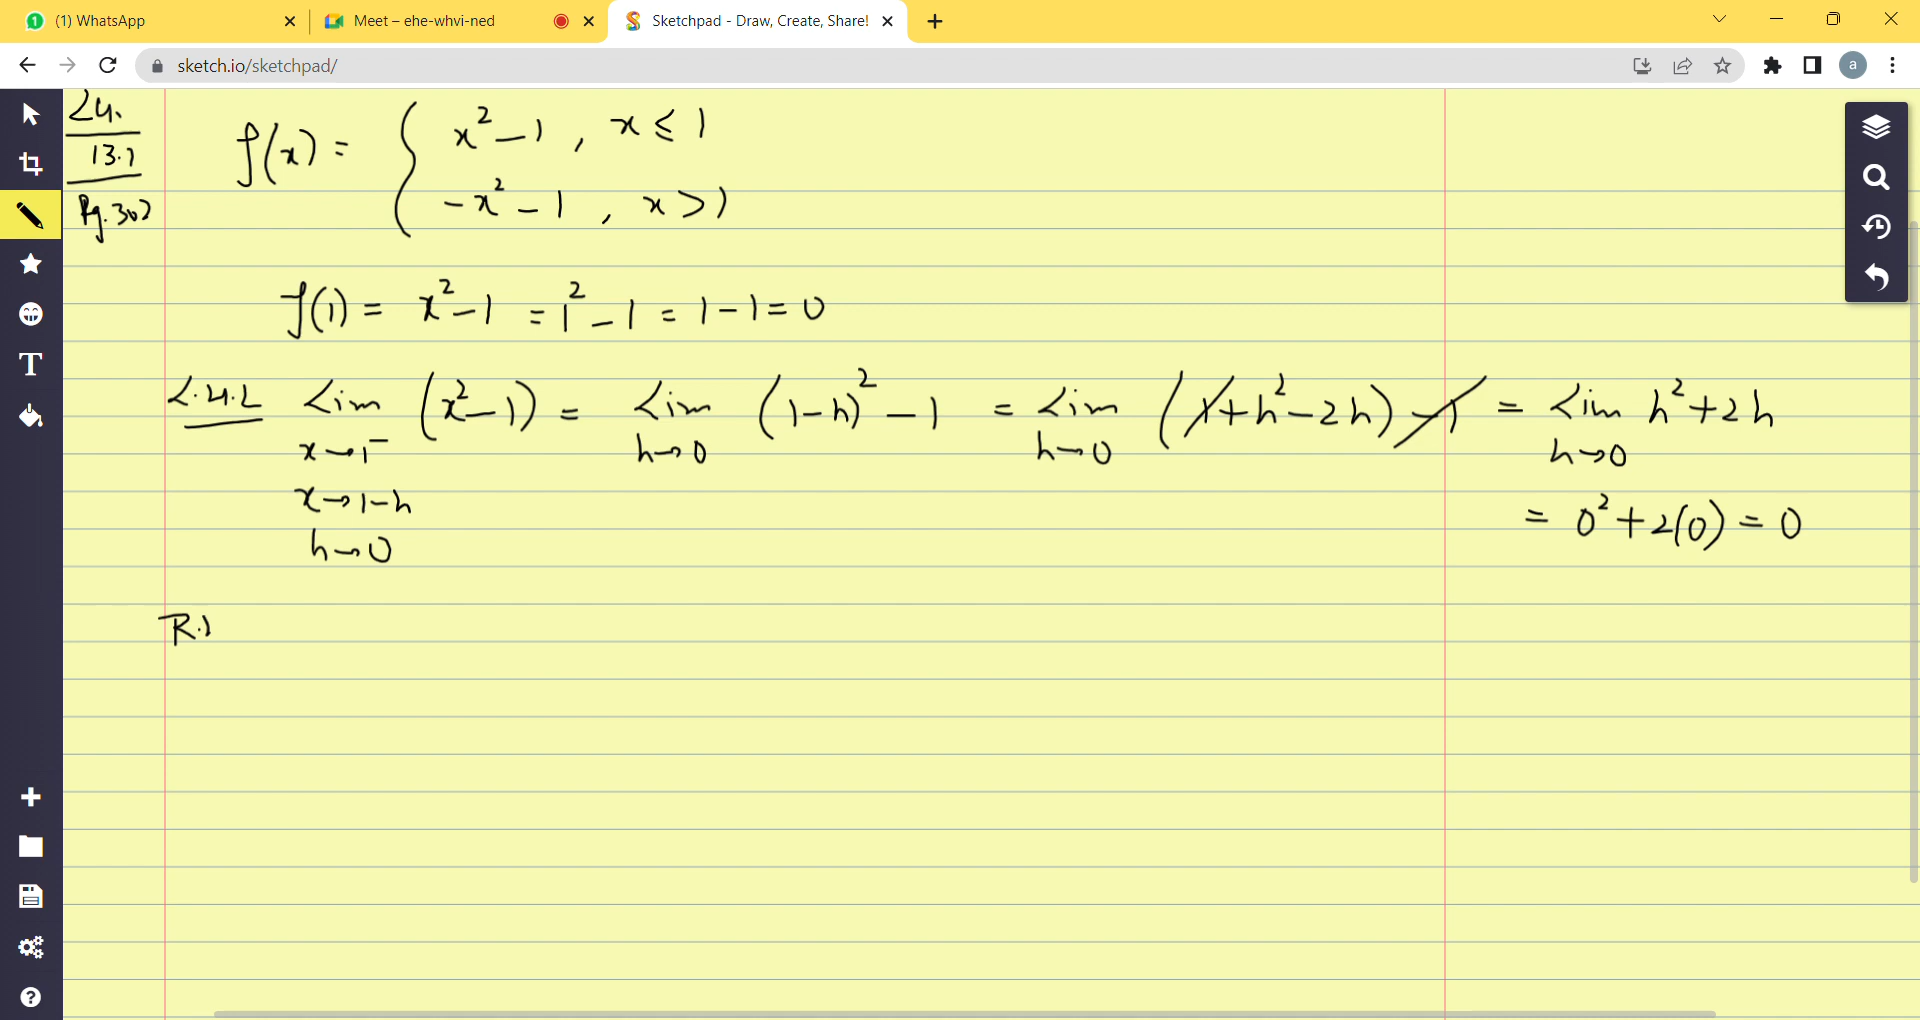 (1) WhatsApp
Meet – ehe-whvi-ned
Sketchpad - Draw, Create, Share!
sketch.io/sketchpad/
a
24.
13.1
Pg. 302
f(x) = { x² - 1 , x ≤ 1
- x² - 1 , x > 1
f(1) = x² - 1 = 1² - 1 = 1 - 1 = 0
L.H.L Lim (x² - 1) = Lim (1 - h)² - 1 = Lim (1 + h² - 2h) - 1 = Lim h² + 2h
x → 1⁻ h → 0 h → 0 h → 0
x → 1 - h
= 0² + 2(0) = 0
h → 0
R.
T